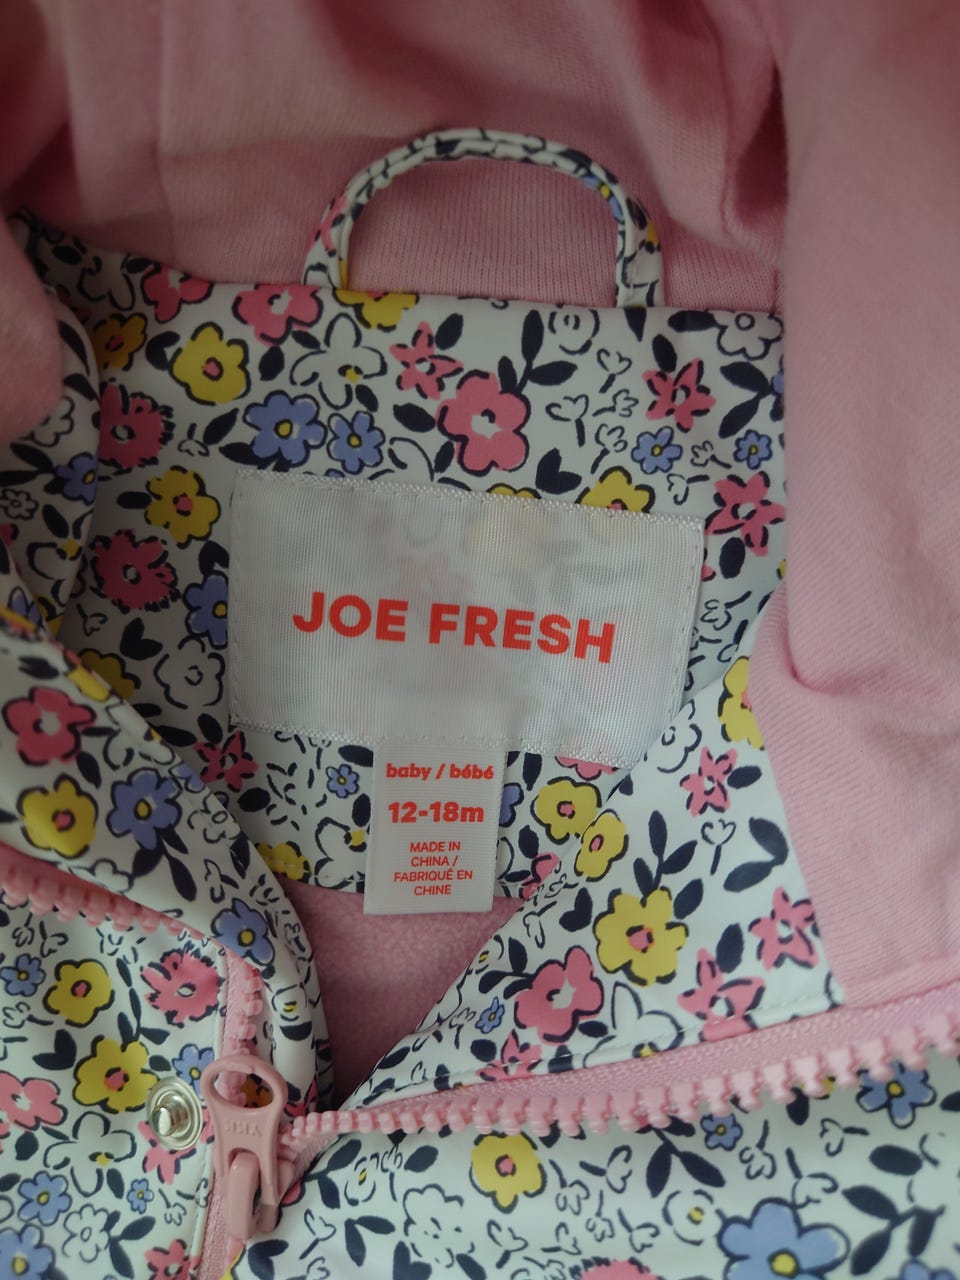 JOE FRESH
baby / bébé
12-18m
MADE IN
CHINA /
FABRIQUÉ EN
CHINE